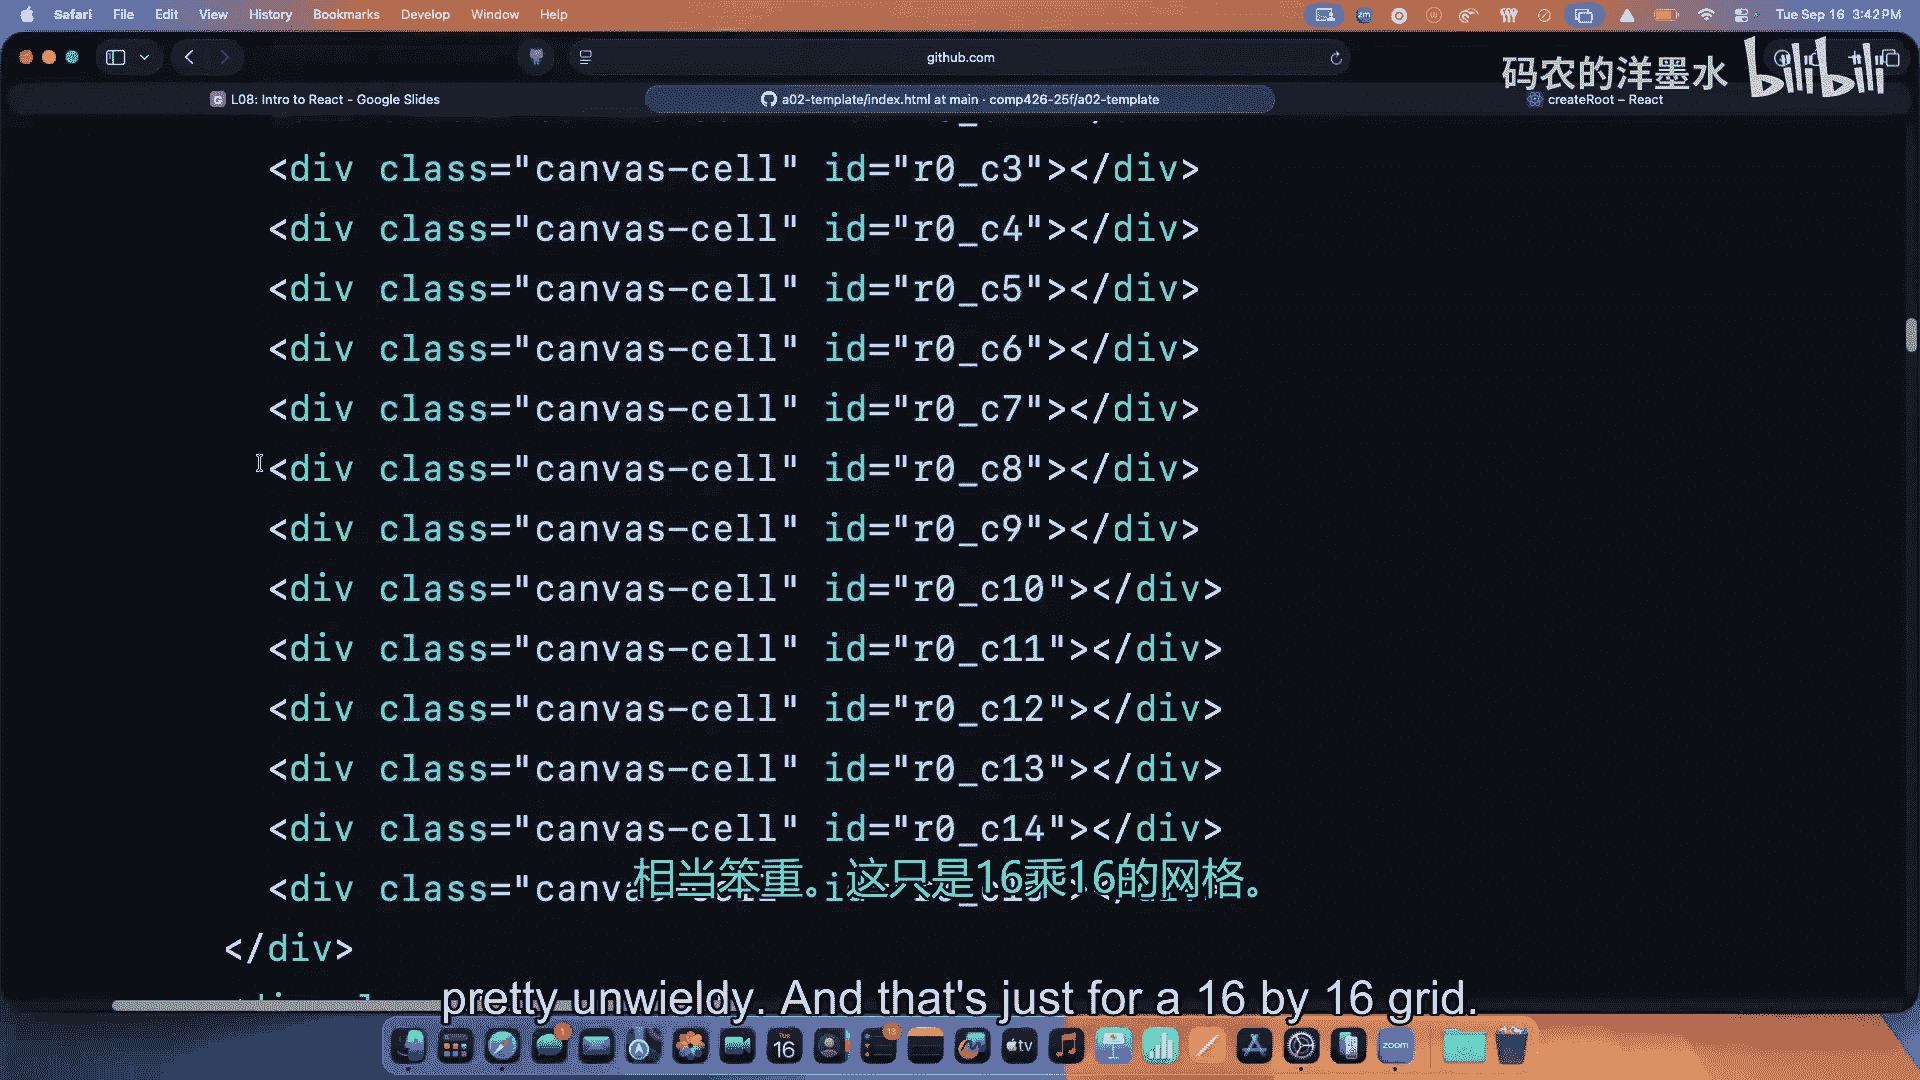 Safari File Edit View History Bookmarks Develop Window Help
zm
Tue Sep 16 3:42 PM
github.com
码农的洋墨水
bilibili
L08: Intro to React - Google Slides
a02-template/index.html at main · comp426-25f/a02-template
createRoot – React
<div class="canvas-cell" id="r0_c3"></div>
<div class="canvas-cell" id="r0_c4"></div>
<div class="canvas-cell" id="r0_c5"></div>
<div class="canvas-cell" id="r0_c6"></div>
<div class="canvas-cell" id="r0_c7"></div>
<div class="canvas-cell" id="r0_c8"></div>
<div class="canvas-cell" id="r0_c9"></div>
<div class="canvas-cell" id="r0_c10"></div>
<div class="canvas-cell" id="r0_c11"></div>
<div class="canvas-cell" id="r0_c12"></div>
<div class="canvas-cell" id="r0_c13"></div>
<div class="canvas-cell" id="r0_c14"></div>
<div class="canva
相当笨重。这只是16乘16的网格。
</div>
pretty unwieldy. And that's just for a 16 by 16 grid.
1
Tue
16
13
tv
zoom